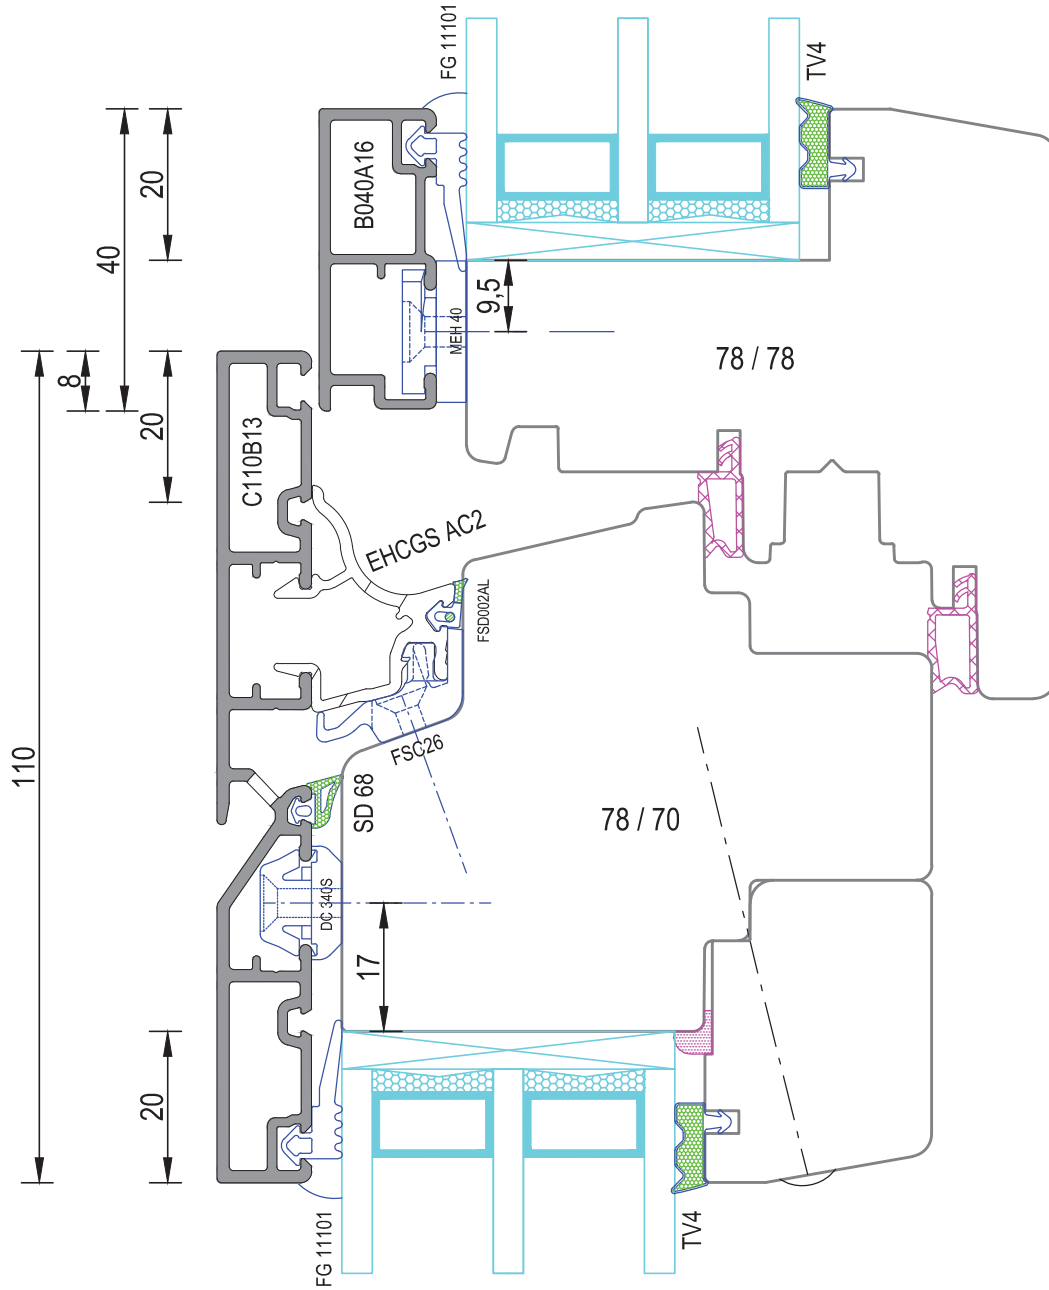 FG 11101
TV4
20
B040A16
40
9,5
MEH 40
78 / 78
8
20
C110B13
EHCGS AC2
FSD002AL
FSC26
110
SD 68
78 / 70
DC 340S
17
20
FG 11101
TV4